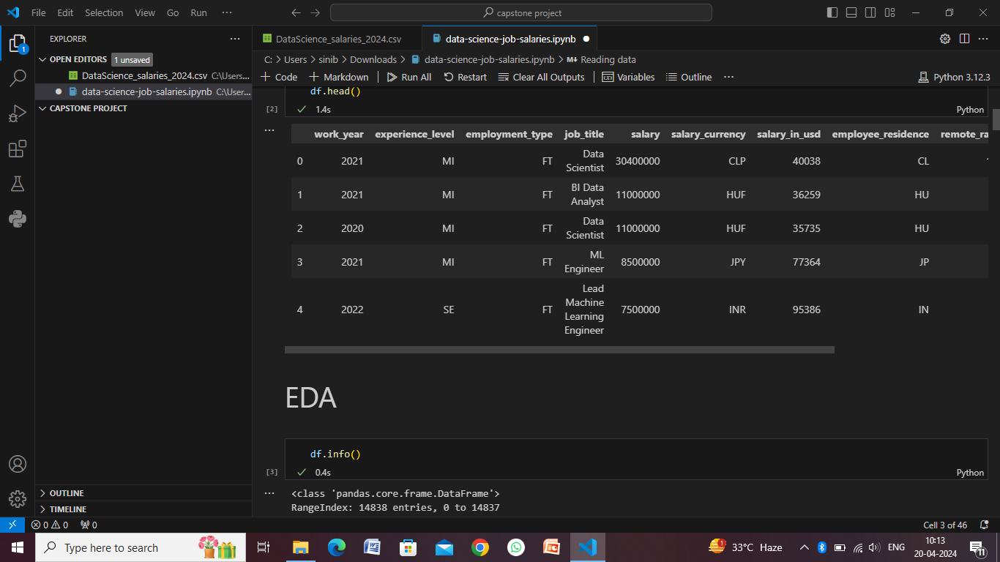 File Edit Selection View Go Run ···
capstone project
EXPLORER ···
OPEN EDITORS 1 unsaved
DataScience_salaries_2024.csv C:\Users...
data-science-job-salaries.ipynb C:\User...
CAPSTONE PROJECT
OUTLINE
TIMELINE
1
DataScience_salaries_2024.csv data-science-job-salaries.ipynb
C: > Users > sinib > Downloads > data-science-job-salaries.ipynb > M↓ Reading data
+ Code + Markdown Run All Restart Clear All Outputs Variables Outline ··· Python 3.12.3
df.head()
[2] 1.4s Python
work_year experience_level employment_type job_title salary salary_currency salary_in_usd employee_residence remote_ra
0 2021 MI FT Data Scientist 30400000 CLP 40038 CL
1 2021 MI FT BI Data Analyst 11000000 HUF 36259 HU
2 2020 MI FT Data Scientist 11000000 HUF 35735 HU
3 2021 MI FT ML Engineer 8500000 JPY 77364 JP
4 2022 SE FT Lead Machine Learning Engineer 7500000 INR 95386 IN
EDA
df.info()
[3] 0.4s Python
<class 'pandas.core.frame.DataFrame'>
RangeIndex: 14838 entries, 0 to 14837
0 0 0 Cell 3 of 46
Type here to search 33°C Haze ENG 10:13
20-04-2024 11